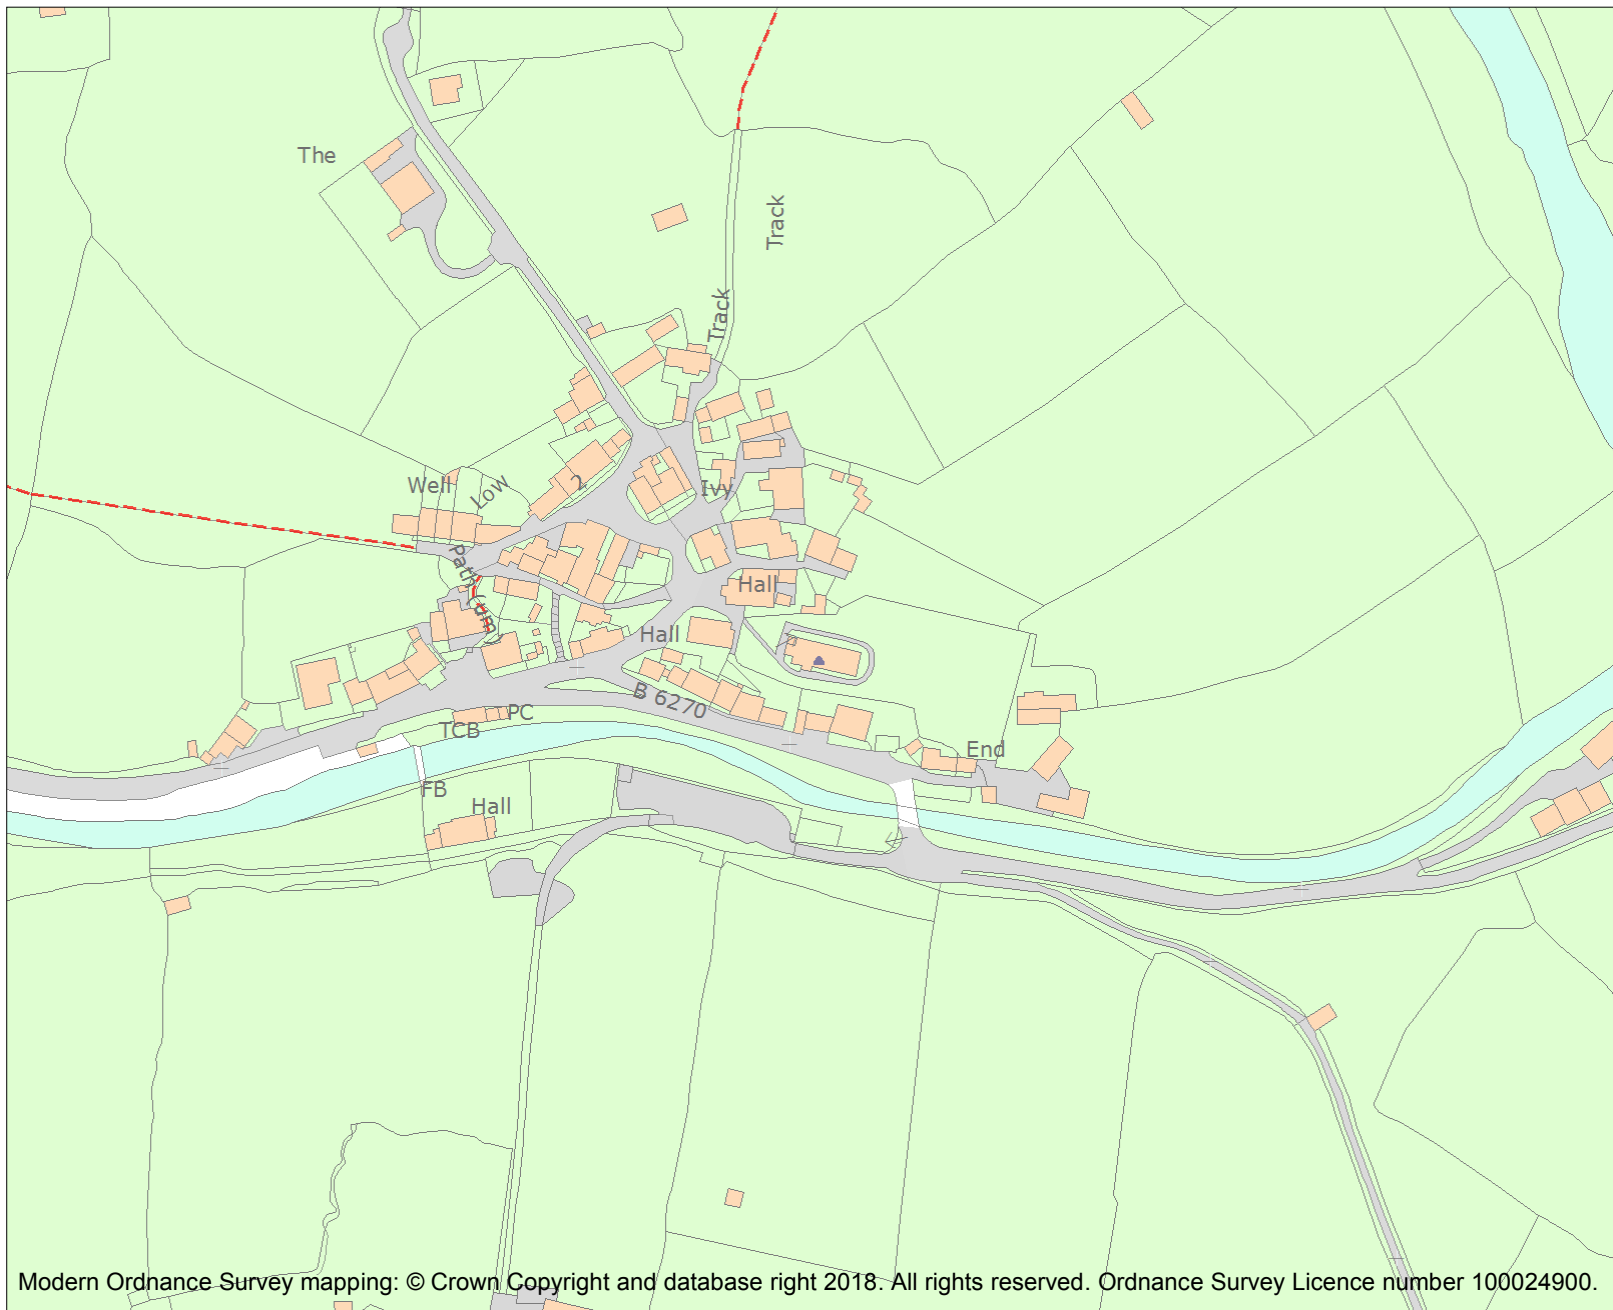 The
Track
Track
Well
Low
2
Ivy
Path (um)
Hall
Hall
B 6270
PC
TCB
End
FB
Hall
Modern Ordnance Survey mapping: © Crown Copyright and database right 2018. All rights reserved. Ordnance Survey Licence number 100024900.